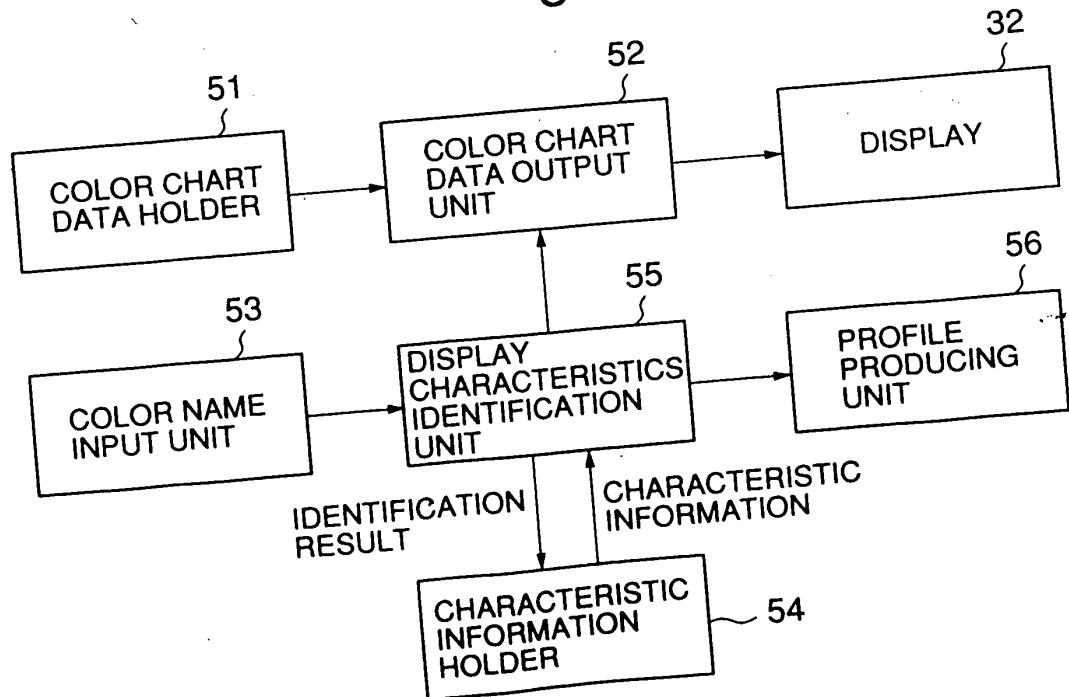 51
52
32
COLOR CHART
DATA HOLDER
COLOR CHART
DATA OUTPUT
UNIT
DISPLAY
53
55
56
COLOR NAME
INPUT UNIT
DISPLAY
CHARACTERISTICS
IDENTIFICATION
UNIT
PROFILE
PRODUCING
UNIT
IDENTIFICATION
RESULT
CHARACTERISTIC
INFORMATION
CHARACTERISTIC
INFORMATION
HOLDER
54